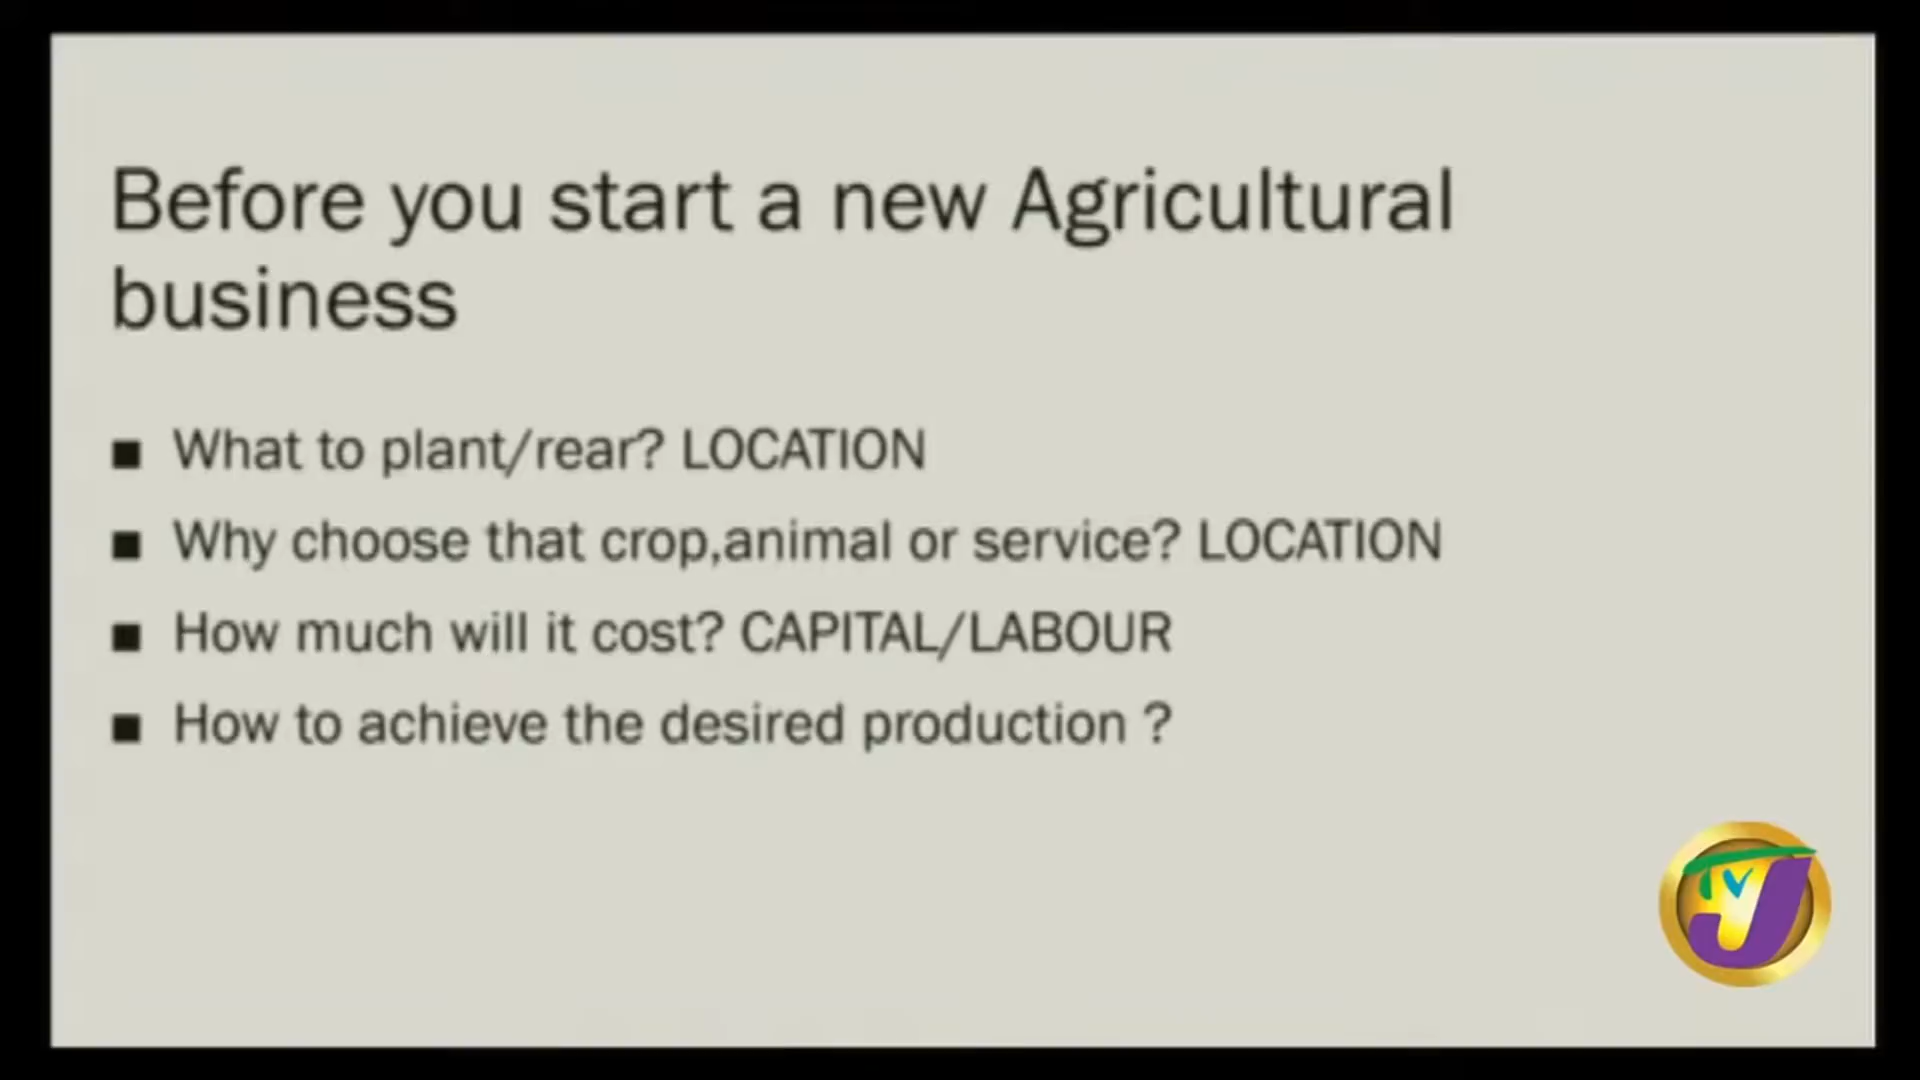 Before you start a new Agricultural
business
■ What to plant/rear? LOCATION
■ Why choose that crop,animal or service? LOCATION
■ How much will it cost? CAPITAL/LABOUR
■ How to achieve the desired production ?
TVJ